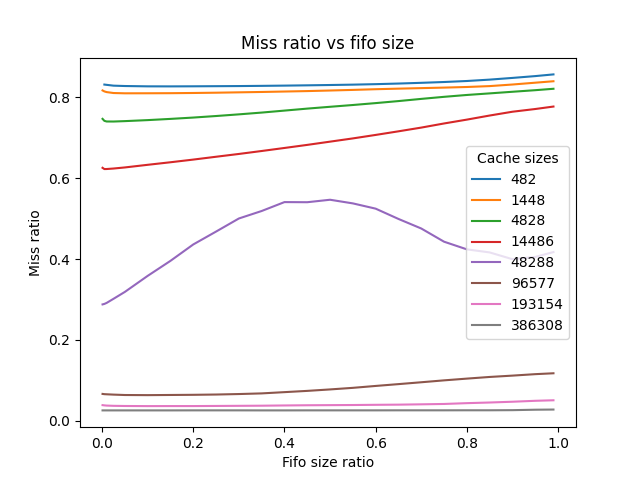 Miss ratio vs fifo size
Miss ratio
0.8
0.6
0.4
0.2
0.0
Cache sizes
482
1448
4828
14486
48288
96577
193154
386308
0.0 0.2 0.4 0.6 0.8 1.0
Fifo size ratio